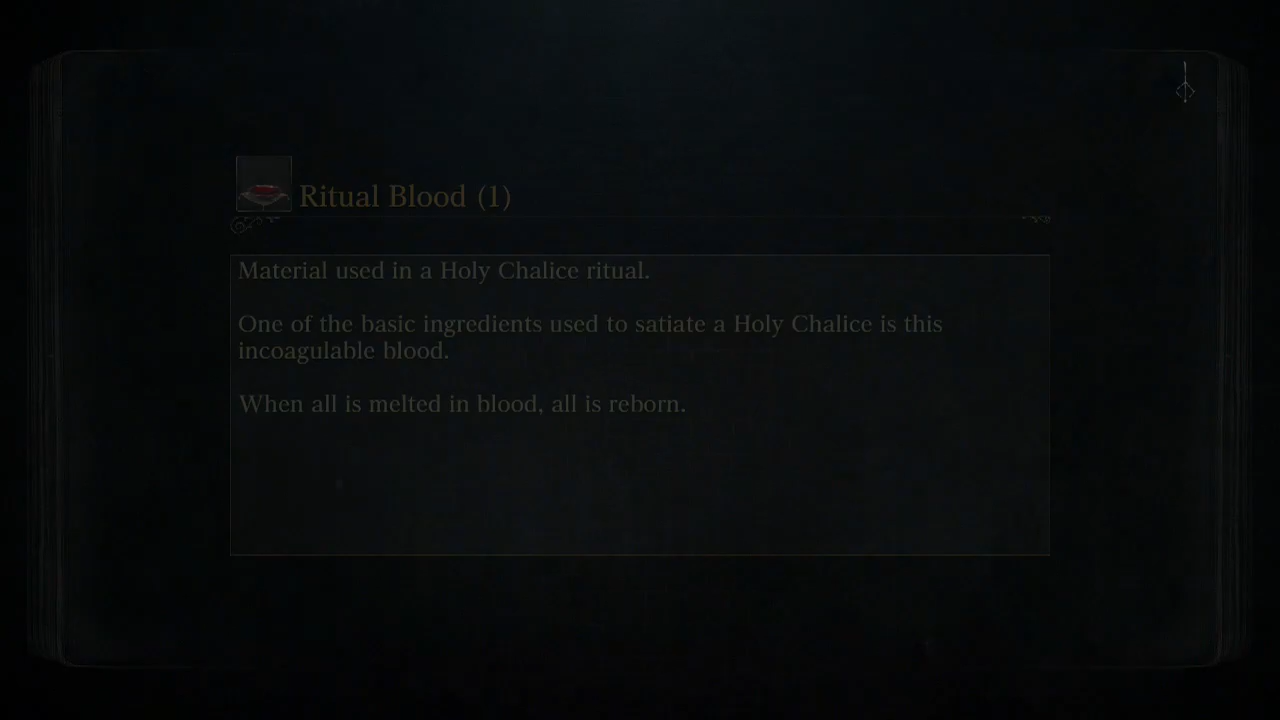 Ritual Blood (1)
Material used in a Holy Chalice ritual.
One of the basic ingredients used to satiate a Holy Chalice is this
incoagulable blood.
When all is melted in blood, all is reborn.